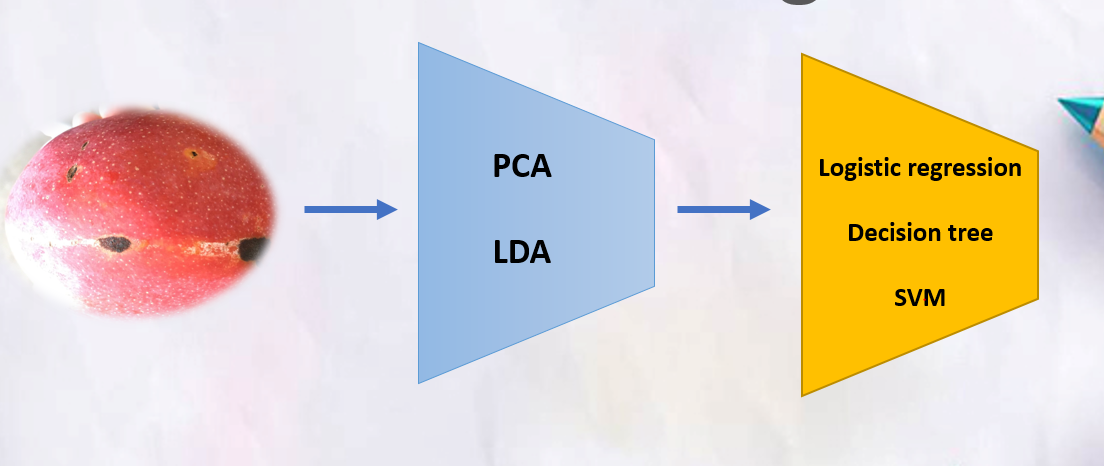 PCA
LDA
Logistic regression
Decision tree
SVM